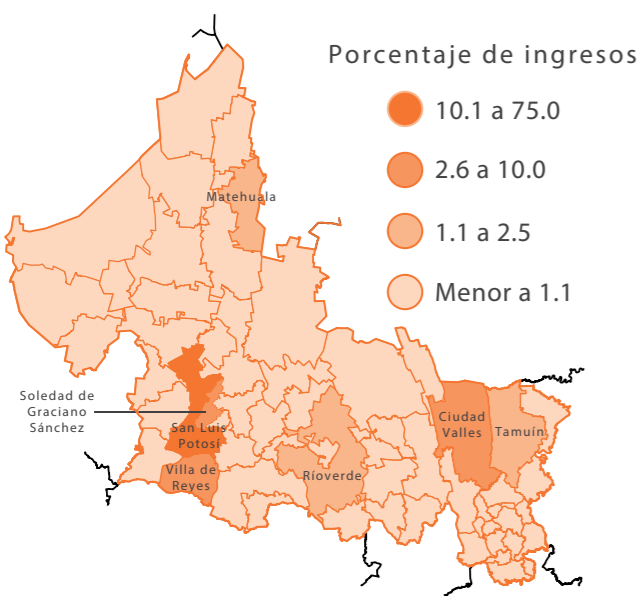 Porcentaje de ingresos
10.1 a 75.0
2.6 a 10.0
1.1 a 2.5
Menor a 1.1
Matehuala
Soledad de
Graciano
Sánchez
San Luis
Potosí
Villa de
Reyes
Ríoverde
Ciudad
Valles
Tamuín